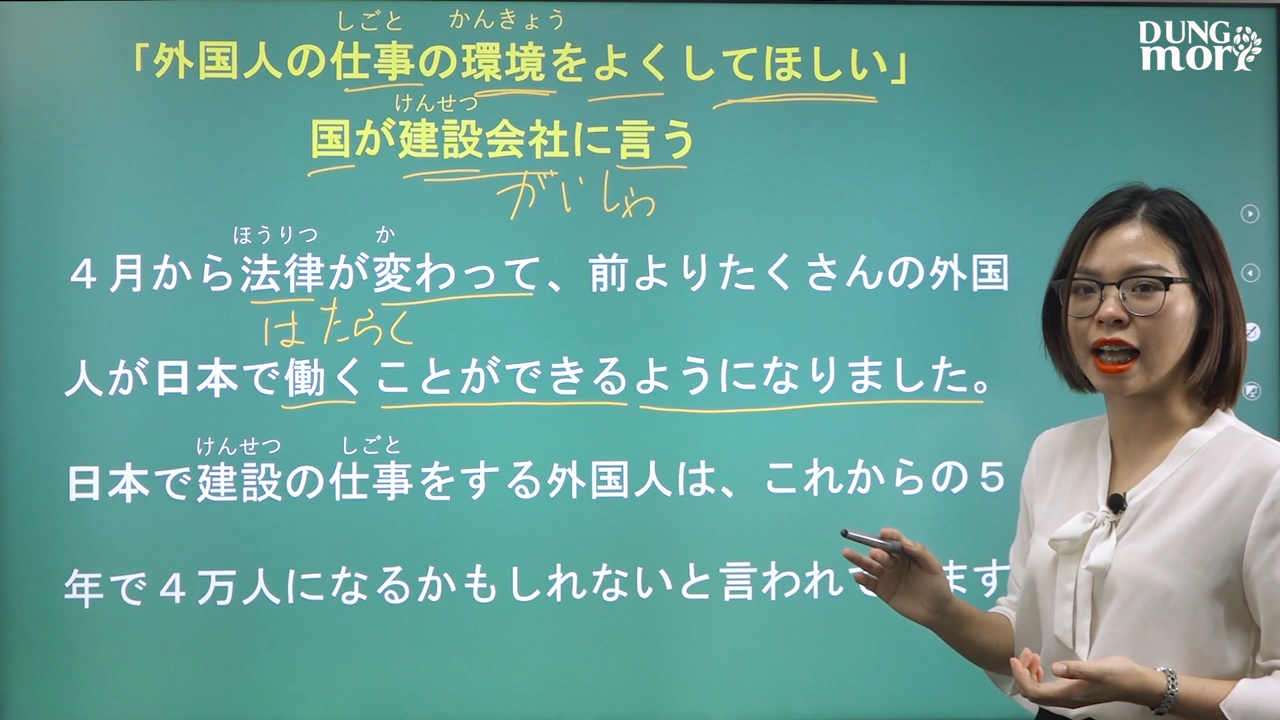 DUNG
mori
しごと かんきょう
「外国人の仕事の環境をよくしてほしい」
けんせつ
国が建設会社に言う
がいしゃ
ほうりつ か
4月から法律が変わって、前よりたくさんの外国
はたらく
人が日本で働くことができるようになりました。
けんせつ しごと
日本で建設の仕事をする外国人は、これからの5
年で4万人になるかもしれないと言われ ます